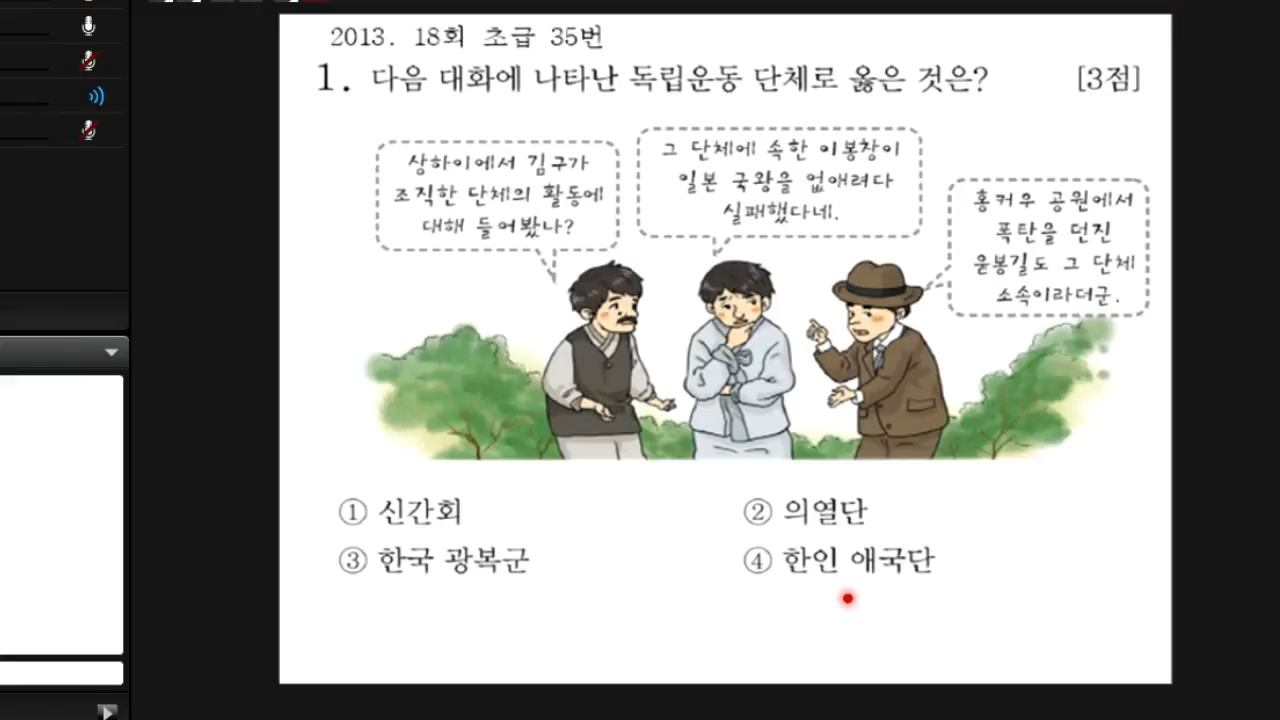 2013. 18회 초급 35번
1. 다음 대화에 나타난 독립운동 단체로 옳은 것은? [3점]
상하이에서 김구가
조직한 단체의 활동에
대해 들어봤나?
그 단체에 속한 이봉창이
일본 국왕을 없애려다
실패했다네.
홍커우 공원에서
폭탄을 던진
윤봉길도 그 단체
소속이라더군.
① 신간회 ② 의열단
③ 한국 광복군 ④ 한인 애국단